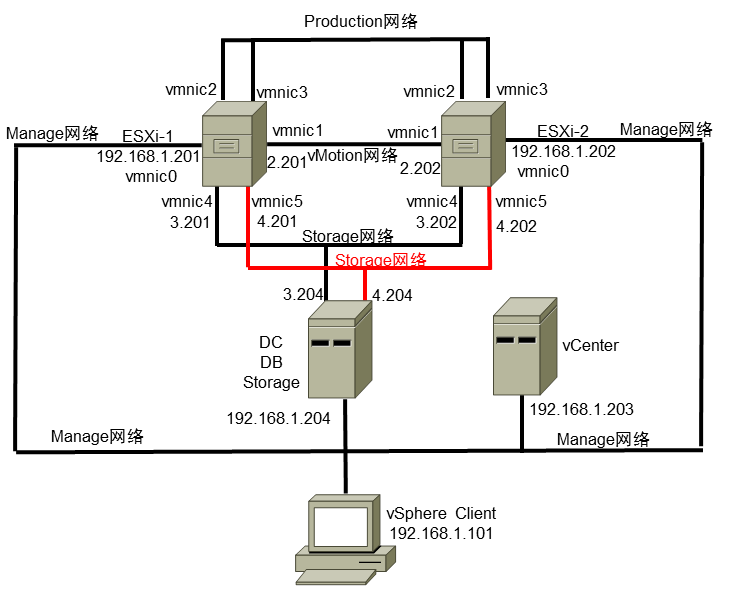 Production网络
vmnic2
vmnic3
vmnic2
vmnic3
Manage网络
ESXi-1
192.168.1.201
vmnic0
vmnic1
2.201
vMotion网络
vmnic1
2.202
ESXi-2
192.168.1.202
vmnic0
Manage网络
vmnic4
3.201
vmnic5
4.201
vmnic4
3.202
vmnic5
4.202
Storage网络
Storage网络
3.204
4.204
DC
DB
Storage
vCenter
192.168.1.204
192.168.1.203
Manage网络
Manage网络
vSphere Client
192.168.1.101